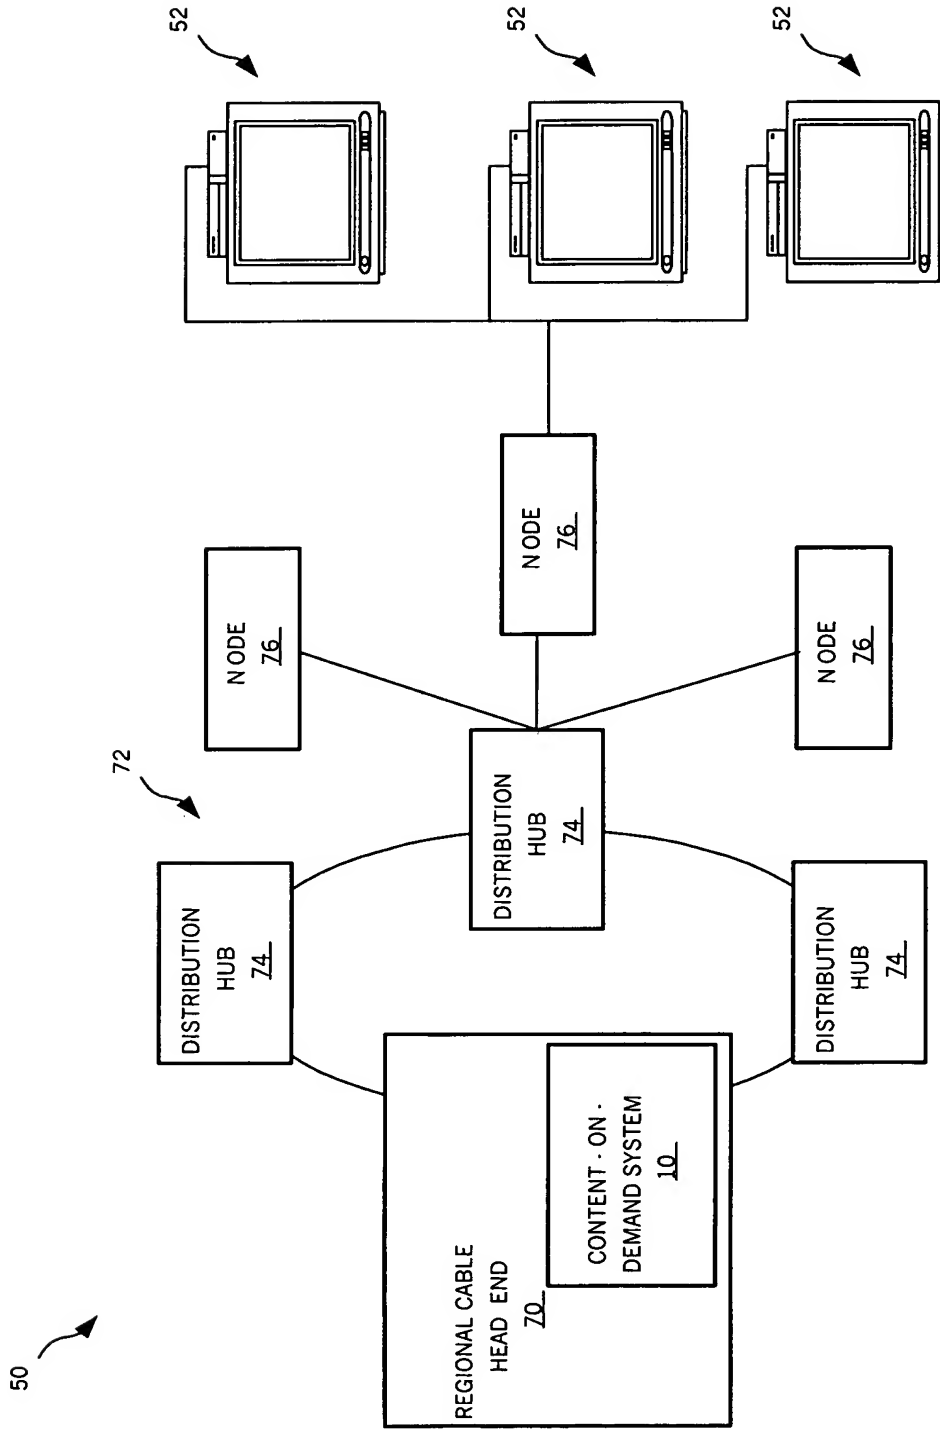 50
REGIONAL CABLE
HEAD END
70
CONTENT - ON -
DEMAND SYSTEM
10
DISTRIBUTION
HUB
74
DISTRIBUTION
HUB
74
DISTRIBUTION
HUB
74
72
NODE
76
NODE
76
NODE
76
52
52
52